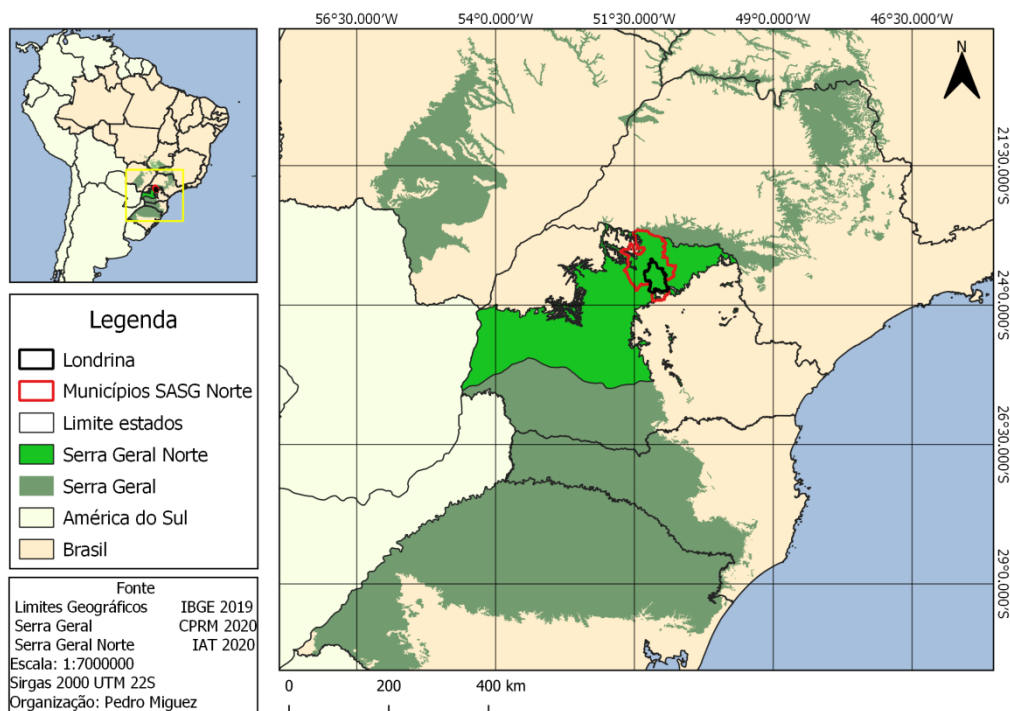 56°30.000'W 54°0.000'W 51°30.000'W 49°0.000'W 46°30.000'W
N
21°30.000'S
24°0.000'S
26°30.000'S
29°0.000'S
Legenda
Londrina
Municípios SASG Norte
Limite estados
Serra Geral Norte
Serra Geral
América do Sul
Brasil
Fonte
Limites Geográficos IBGE 2019
Serra Geral CPRM 2020
Serra Geral Norte IAT 2020
Escala: 1:7000000
Sirgas 2000 UTM 22S
Organização: Pedro Miguez
0 200 400 km